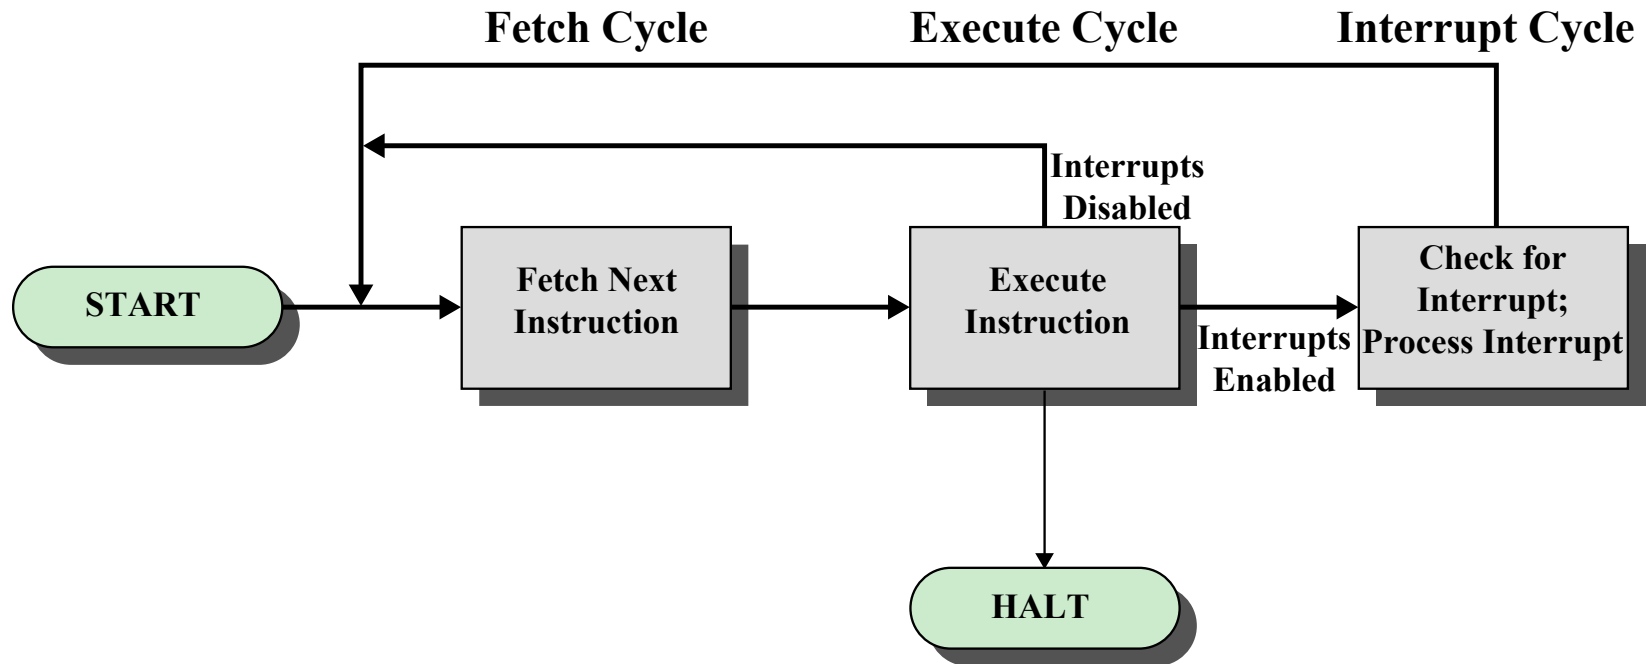 Fetch Cycle
Execute Cycle
Interrupt Cycle
Interrupts
Disabled
START
Fetch Next
Instruction
Execute
Instruction
Interrupts
Enabled
Check for
Interrupt;
Process Interrupt
HALT